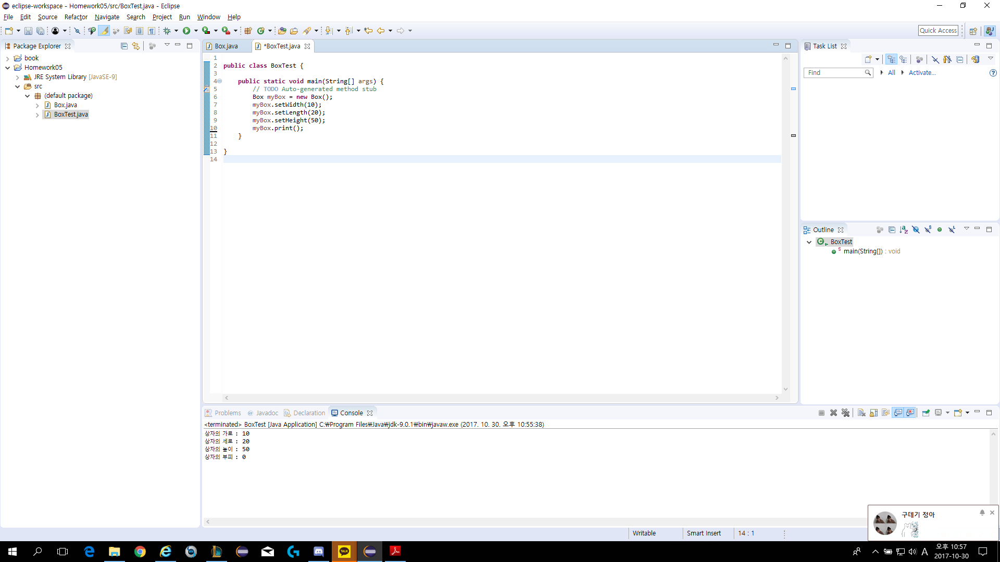 eclipse-workspace - Homework05/src/BoxTest.java - Eclipse
File Edit Source Refactor Navigate Search Project Run Window Help
Quick Access
Package Explorer
book
Homework05
JRE System Library [JavaSE-9]
src
(default package)
Box.java
BoxTest.java
Box.java *BoxTest.java
1
2 public class BoxTest {
3
4 public static void main(String[] args) {
5 // TODO Auto-generated method stub
6 Box myBox = new Box();
7 myBox.setWidth(10);
8 myBox.setLength(20);
9 myBox.setHeight(50);
10 myBox.print();
11 }
12
13 }
14
Task List
Find All Activate...
Outline
BoxTest
main(String[]) : void
Problems @ Javadoc Declaration Console
<terminated> BoxTest [Java Application] C:₩Program Files₩Java₩jdk-9.0.1₩bin₩javaw.exe (2017. 10. 30. 오후 10:55:38)
상자의 가로 : 10
상자의 세로 : 20
상자의 높이 : 50
상자의 부피 : 0
구데기 정아
Writable Smart Insert 14 : 1
TALK
A
오후 10:57
2017-10-30